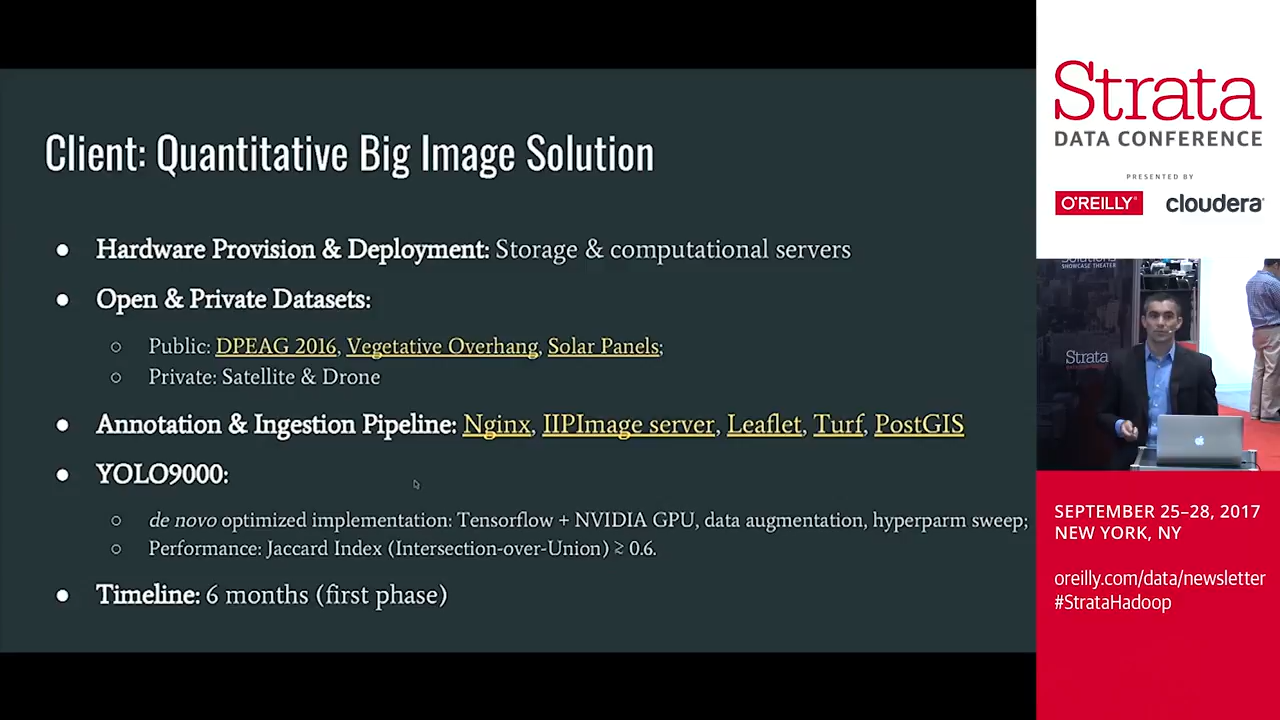 Client: Quantitative Big Image Solution
● Hardware Provision & Deployment: Storage & computational servers
● Open & Private Datasets:
○ Public: DPEAG 2016, Vegetative Overhang, Solar Panels;
○ Private: Satellite & Drone
● Annotation & Ingestion Pipeline: Nginx, IIPImage server, Leaflet, Turf, PostGIS
● YOLO9000:
○ de novo optimized implementation: Tensorflow + NVIDIA GPU, data augmentation, hyperparm sweep;
○ Performance: Jaccard Index (Intersection-over-Union) ≥ 0.6.
● Timeline: 6 months (first phase)
Strata
DATA CONFERENCE
PRESENTED BY
O'REILLY® cloudera
SHOWCASE THEATER
Strata
SEPTEMBER 25–28, 2017
NEW YORK, NY
oreilly.com/data/newsletter
#StrataHadoop